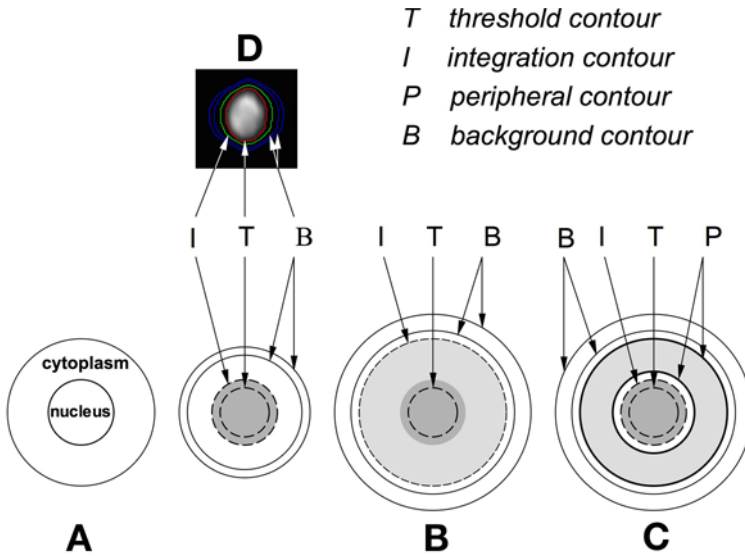 D
T threshold contour
I integration contour
P peripheral contour
B background contour
I T B
I T B
B I T P
cytoplasm
nucleus
A
B
C